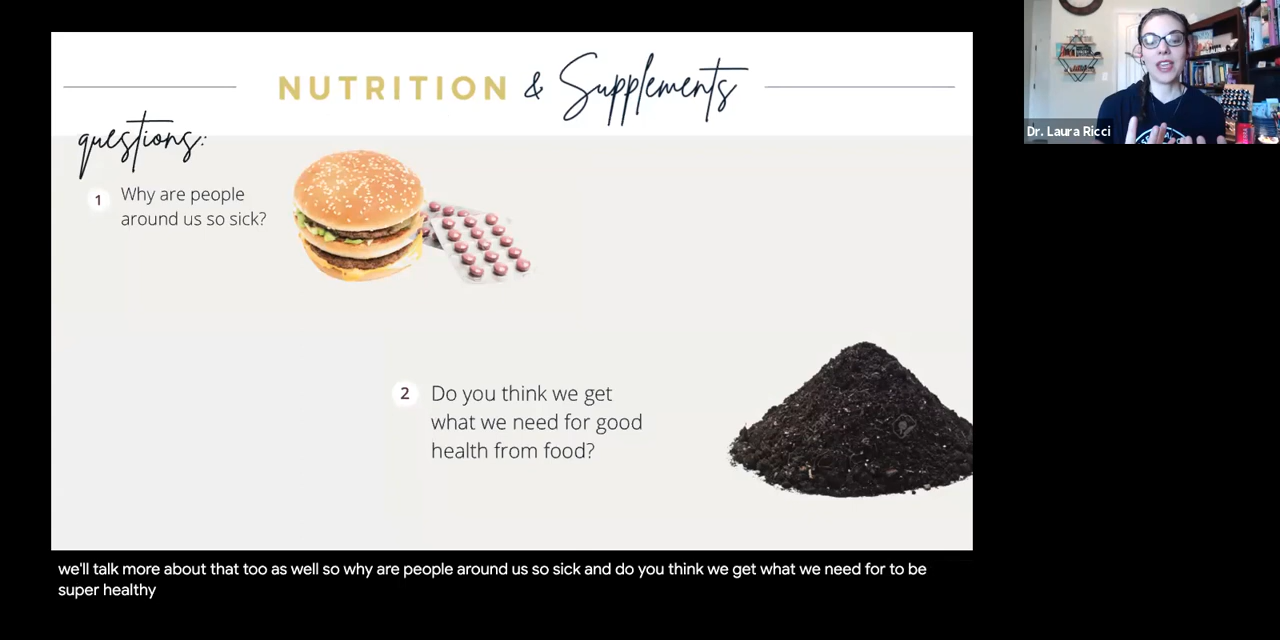 NUTRITION & Supplements
questions:
1 Why are people
around us so sick?
2 Do you think we get
what we need for good
health from food?
Dr. Laura Ricci
we'll talk more about that too as well so why are people around us so sick and do you think we get what we need for to be
super healthy